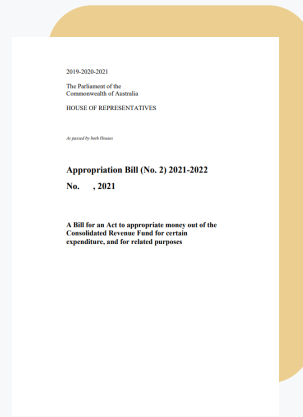 2019-2020-2021
The Parliament of the
Commonwealth of Australia
HOUSE OF REPRESENTATIVES
As passed by both Houses
Appropriation Bill (No. 2) 2021-2022
No. , 2021
A Bill for an Act to appropriate money out of the
Consolidated Revenue Fund for certain
expenditure, and for related purposes